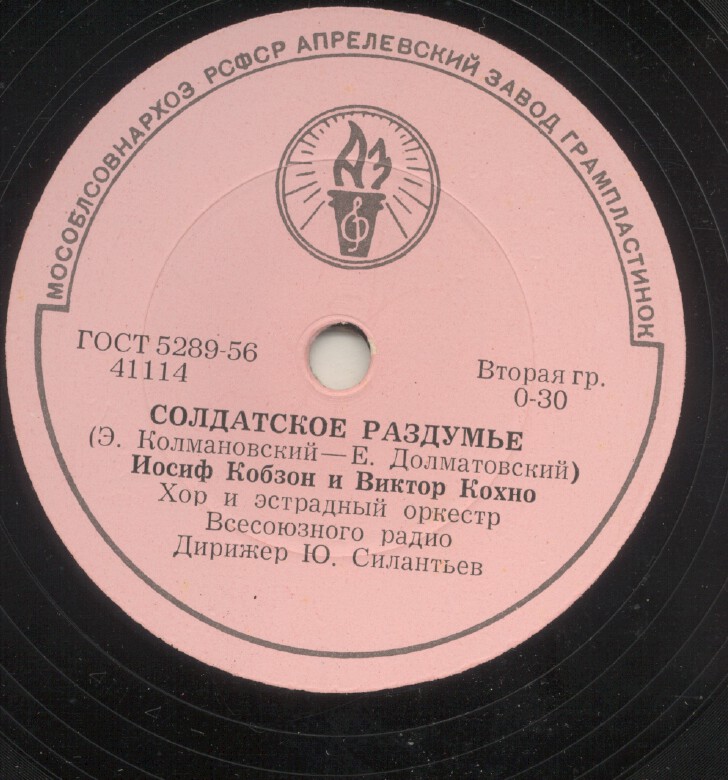 МОСОБЛСОВНАРХОЗ РСФСР АПРЕЛЕВСКИЙ ЗАВОД ГРАМПЛАСТИНОК
АЗ
ГОСТ 5289-56
41114
Вторая гр.
0-30
СОЛДАТСКОЕ РАЗДУМЬЕ
(Э. Колмановский—Е. Долматовский)
Иосиф Кобзон и Виктор Кохно
Хор и эстрадный оркестр
Всесоюзного радио
Дирижер Ю. Силантьев